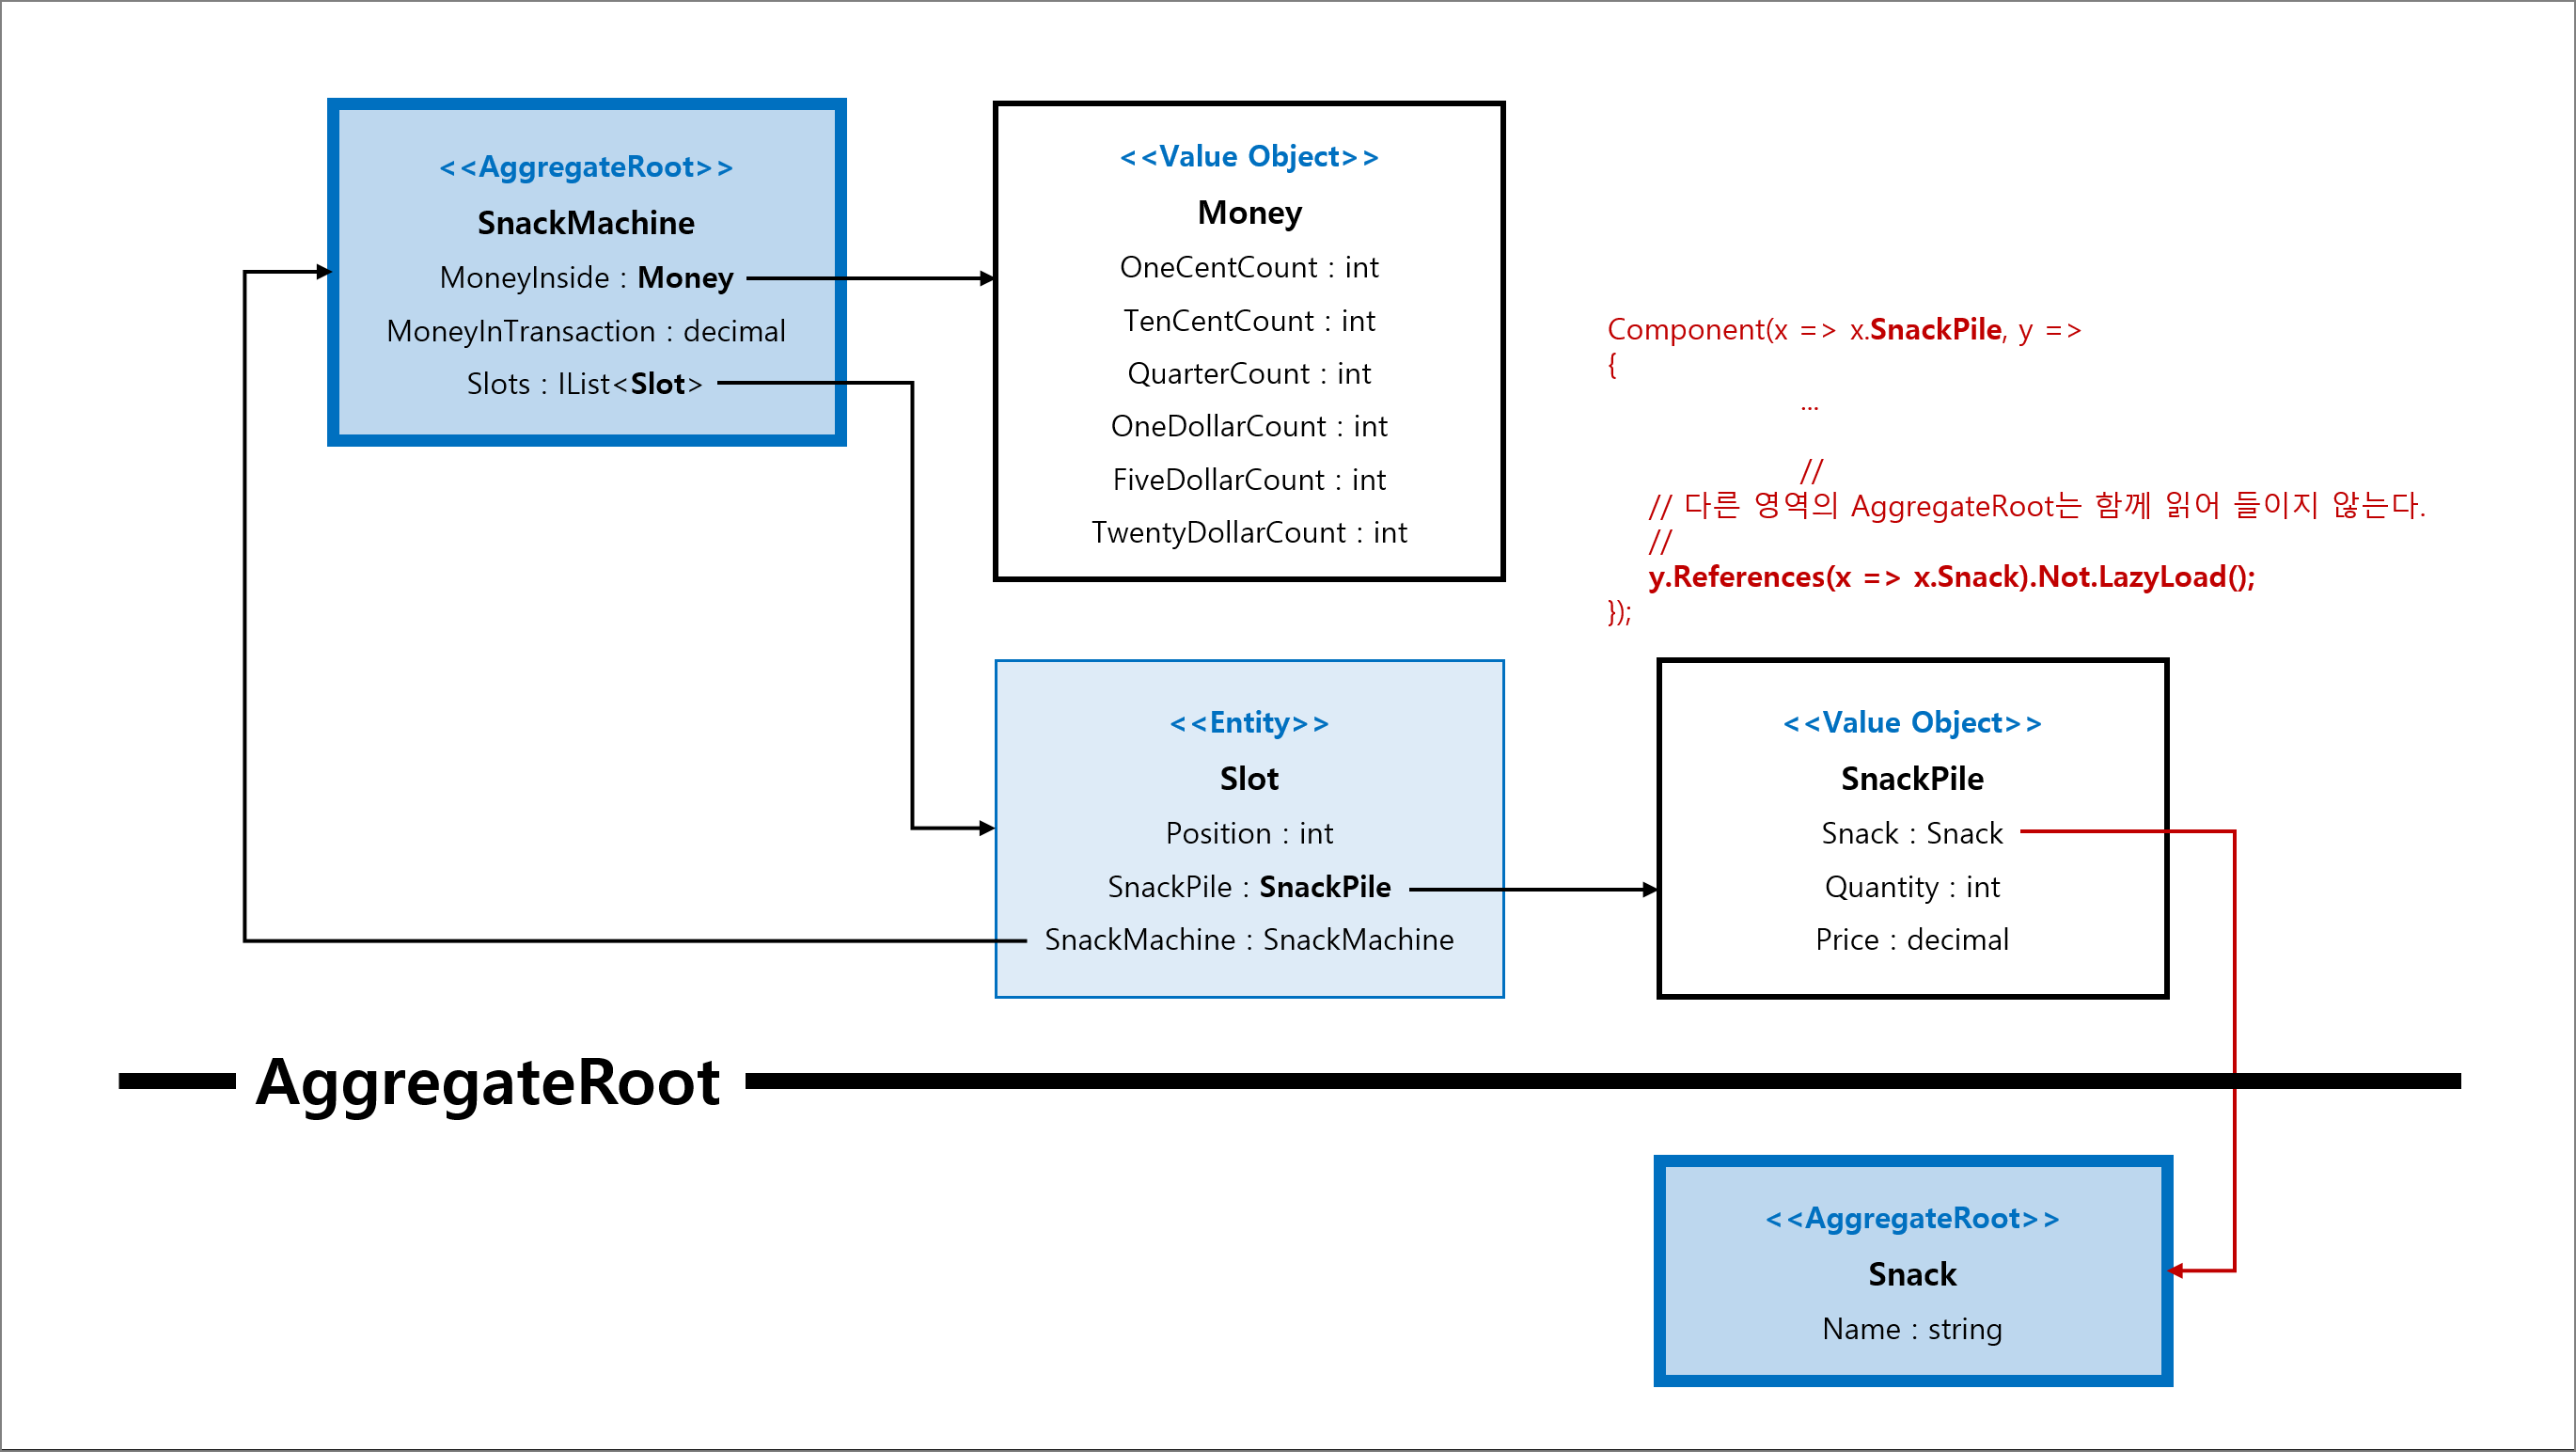 <<AggregateRoot>>
SnackMachine
MoneyInside : Money
MoneyInTransaction : decimal
Slots : IList<Slot>
<<Value Object>>
Money
OneCentCount : int
TenCentCount : int
QuarterCount : int
OneDollarCount : int
FiveDollarCount : int
TwentyDollarCount : int
Component(x => x.SnackPile, y =>
{
...
//
// 다른 영역의 AggregateRoot는 함께 읽어 들이지 않는다.
//
y.References(x => x.Snack).Not.LazyLoad();
});
<<Entity>>
Slot
Position : int
SnackPile : SnackPile
SnackMachine : SnackMachine
<<Value Object>>
SnackPile
Snack : Snack
Quantity : int
Price : decimal
AggregateRoot
<<AggregateRoot>>
Snack
Name : string